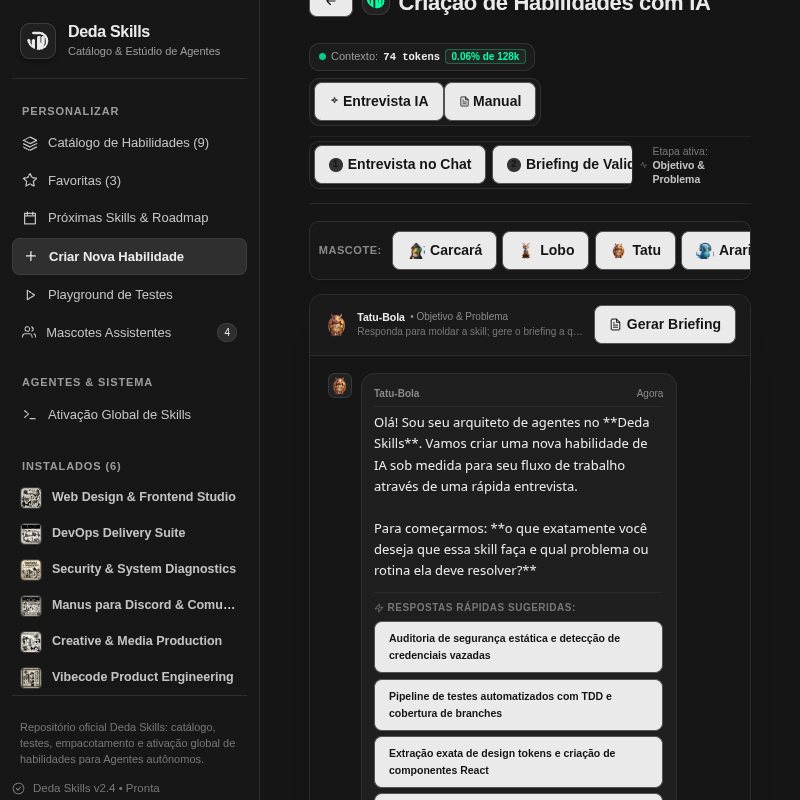 Deda Skills
Catálogo & Estúdio de Agentes
PERSONALIZAR
Catálogo de Habilidades (9)
Favoritas (3)
Próximas Skills & Roadmap
Criar Nova Habilidade
Playground de Testes
Mascotes Assistentes 4
AGENTES & SISTEMA
Ativação Global de Skills
INSTALADOS (6)
Web Design & Frontend Studio
DevOps Delivery Suite
Security & System Diagnostics
Manus para Discord & Comu...
Creative & Media Production
Vibecode Product Engineering
Repositório oficial Deda Skills: catálogo,
testes, empacotamento e ativação global de
habilidades para Agentes autônomos.
Deda Skills v2.4 • Pronta
Criação de Habilidades com IA
Contexto: 74 tokens 0.06% de 128k
Entrevista IA Manual
Entrevista no Chat Briefing de Valid
Etapa ativa:
Objetivo &
Problema
MASCOTE: Carcará Lobo Tatu Arari
Tatu-Bola • Objetivo & Problema
Responda para moldar a skill; gere o briefing a q...
Gerar Briefing
Tatu-Bola Agora
Olá! Sou seu arquiteto de agentes no **Deda
Skills**. Vamos criar uma nova habilidade de
IA sob medida para seu fluxo de trabalho
através de uma rápida entrevista.
Para começarmos: **o que exatamente você
deseja que essa skill faça e qual problema ou
rotina ela deve resolver?**
RESPOSTAS RÁPIDAS SUGERIDAS:
Auditoria de segurança estática e detecção de
credenciais vazadas
Pipeline de testes automatizados com TDD e
cobertura de branches
Extração exata de design tokens e criação de
componentes React